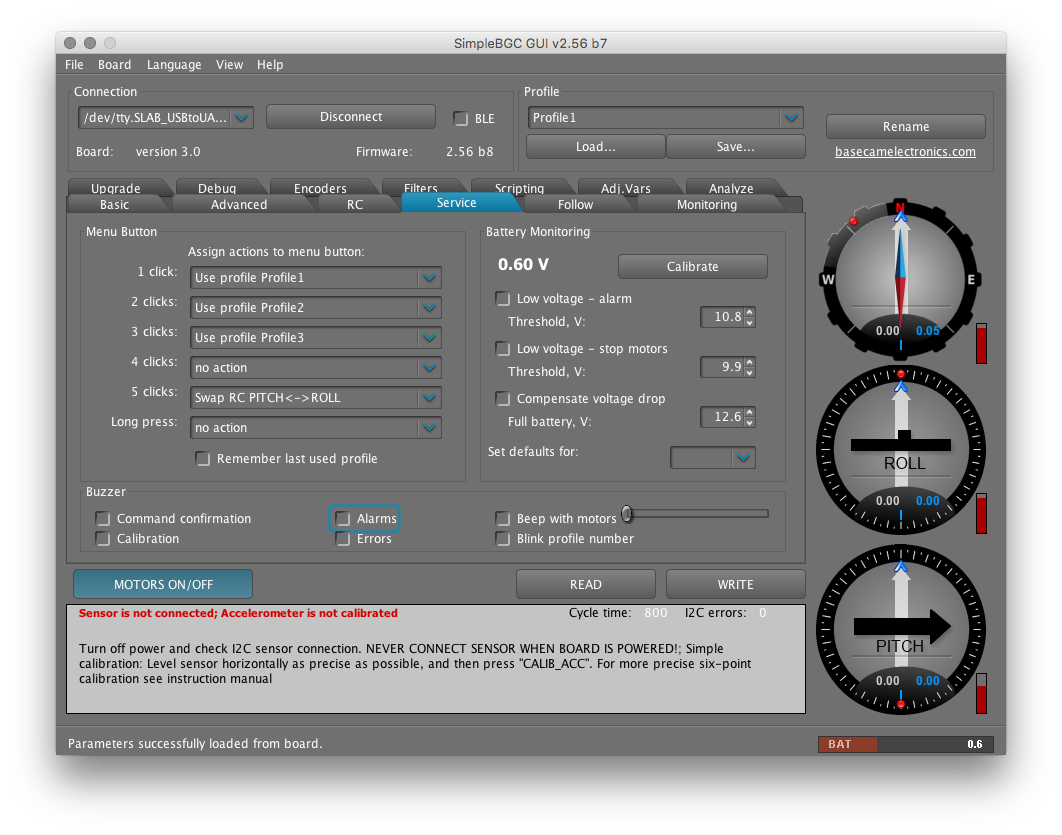 SimpleBGC GUI v2.56 b7
File Board Language View Help
Connection
/dev/tty.SLAB_USBtoUA...
Disconnect
BLE
Board: version 3.0 Firmware: 2.56 b8
Profile
Profile1
Load... Save...
Rename
basecamelectronics.com
Upgrade Debug Encoders Filters Scripting Adj.Vars Analyze
Basic Advanced RC Service Follow Monitoring
Menu Button
Assign actions to menu button:
1 click: Use profile Profile1
2 clicks: Use profile Profile2
3 clicks: Use profile Profile3
4 clicks: no action
5 clicks: Swap RC PITCH<->ROLL
Long press: no action
Remember last used profile
Battery Monitoring
0.60 V Calibrate
Low voltage - alarm
Threshold, V: 10.8
Low voltage - stop motors
Threshold, V: 9.9
Compensate voltage drop
Full battery, V: 12.6
Set defaults for:
Buzzer
Command confirmation Alarms Beep with motors
Calibration Errors Blink profile number
MOTORS ON/OFF READ WRITE
Sensor is not connected; Accelerometer is not calibrated Cycle time: 800 I2C errors: 0
Turn off power and check I2C sensor connection. NEVER CONNECT SENSOR WHEN BOARD IS POWERED!; Simple
calibration: Level sensor horizontally as precise as possible, and then press "CALIB_ACC". For more precise six-point
calibration see instruction manual
N
W E
0.00 0.05
ROLL
0.00 0.00
PITCH
0.00 0.00
Parameters successfully loaded from board.
BAT 0.6